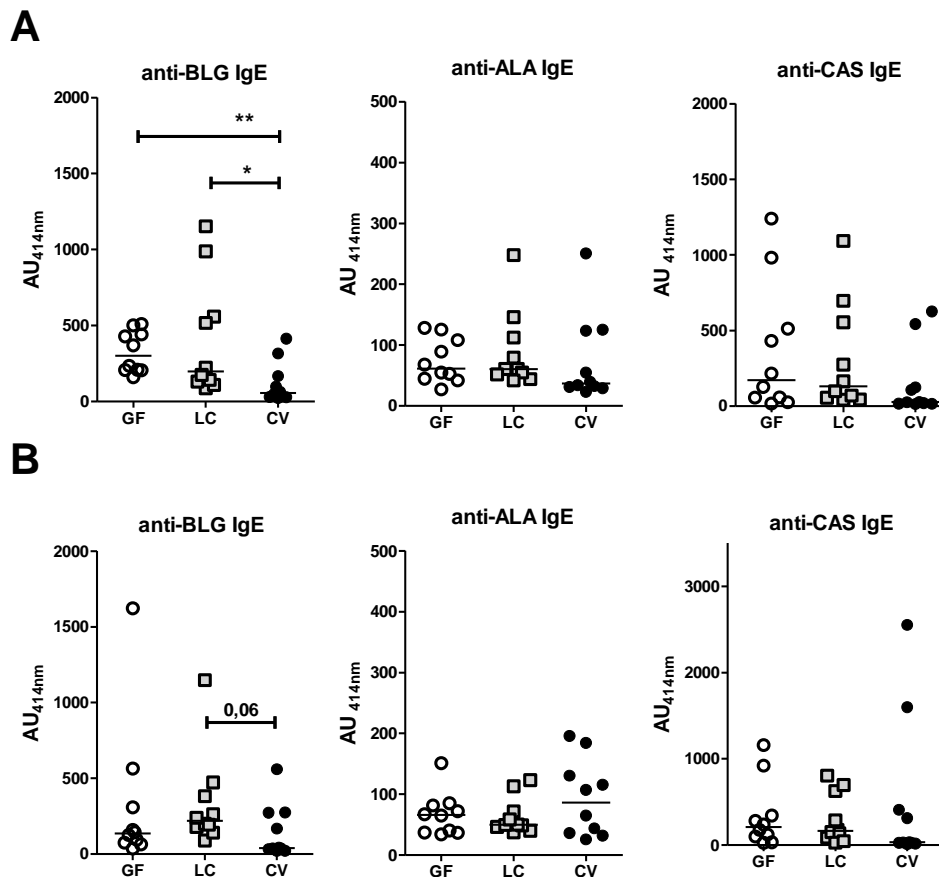 A
anti-BLG IgE
anti-ALA IgE
anti-CAS IgE
2000
1500
1000
500
0
AU414nm
**
*
GF
LC
CV
500
400
300
200
100
0
AU 414nm
GF
LC
CV
2000
1500
1000
500
0
AU 414nm
GF
LC
CV
B
anti-BLG IgE
anti-ALA IgE
anti-CAS IgE
2000
1500
1000
500
0
AU414nm
0,06
GF
LC
CV
500
400
300
200
100
0
AU 414nm
GF
LC
CV
3000
2000
1000
0
AU414nm
GF
LC
CV